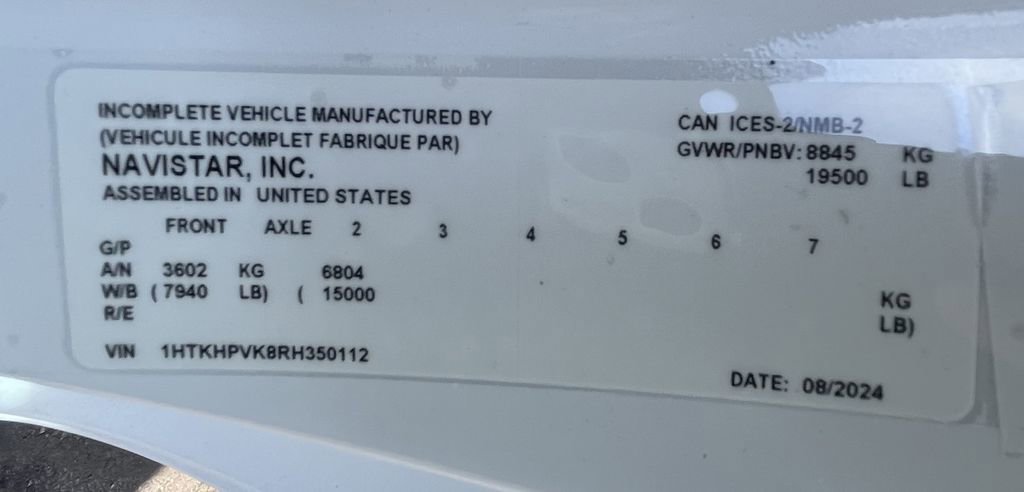 INCOMPLETE VEHICLE MANUFACTURED BY
(VEHICULE INCOMPLET FABRIQUE PAR)
NAVISTAR, INC.
ASSEMBLED IN UNITED STATES
CAN ICES-2/NMB-2
GVWR/PNBV: 8845 KG
19500 LB
FRONT AXLE 2 3 4 5 6 7
G/P
A/N 3602 KG 6804 KG
W/B ( 7940 LB) ( 15000 LB)
R/E
VIN 1HTKHPVK8RH350112
DATE: 08/2024